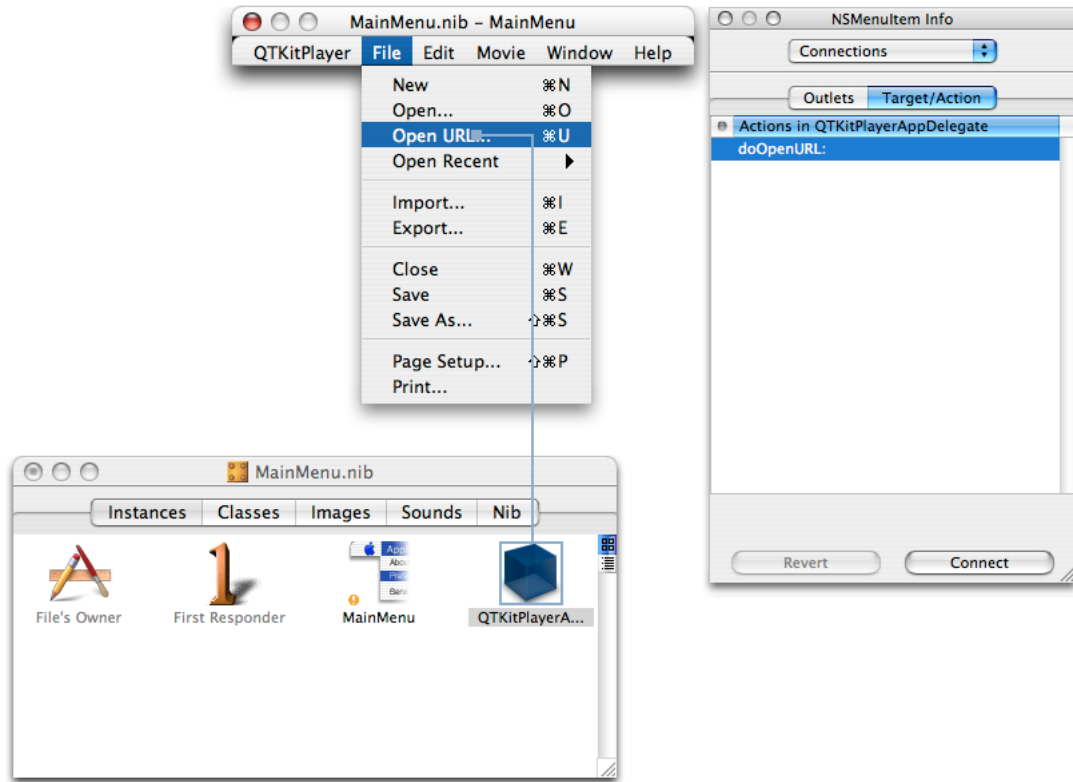 MainMenu.nib – MainMenu
QTKitPlayer File Edit Movie Window Help
New ⌘N
Open... ⌘O
Open URL... ⌘U
Open Recent
Import... ⌘I
Export... ⌘E
Close ⌘W
Save ⌘S
Save As... ⇧⌘S
Page Setup... ⇧⌘P
Print...
NSMenuItem Info
Connections
Outlets Target/Action
Actions in QTKitPlayerAppDelegate
doOpenURL:
Revert Connect
MainMenu.nib
Instances Classes Images Sounds Nib
File's Owner First Responder MainMenu QTKitPlayerA...